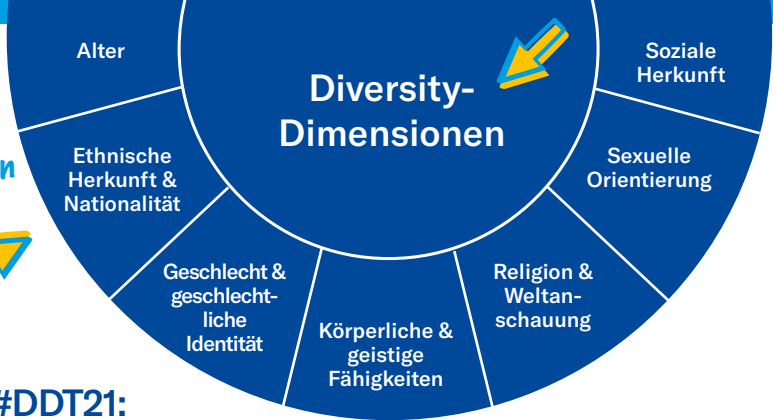 Diversity-
Dimensionen
Alter
Ethnische
Herkunft &
Nationalität
Geschlecht &
geschlecht-
liche
Identität
Körperliche &
geistige
Fähigkeiten
Religion &
Weltan-
schauung
Sexuelle
Orientierung
Soziale
Herkunft
#DDT21: